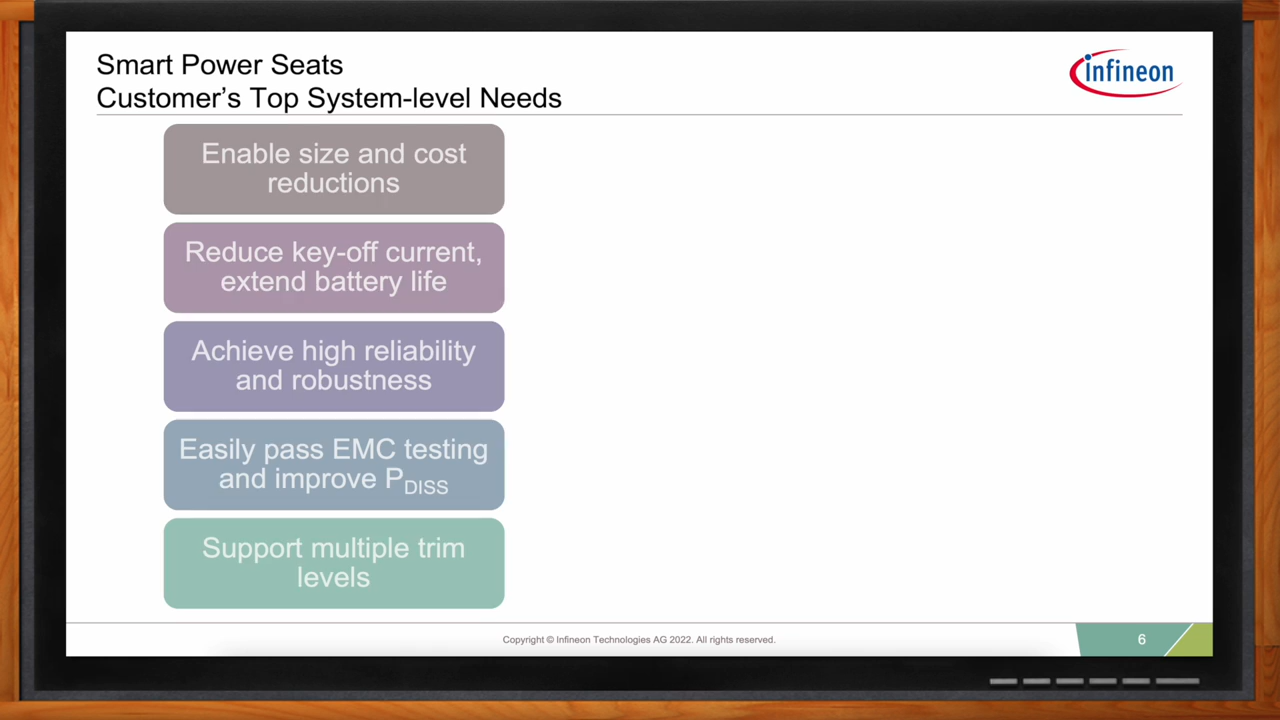 Smart Power Seats
Customer’s Top System-level Needs
infineon
Enable size and cost
reductions
Reduce key-off current,
extend battery life
Achieve high reliability
and robustness
Easily pass EMC testing
and improve PDISS
Support multiple trim
levels
Copyright © Infineon Technologies AG 2022. All rights reserved.
6